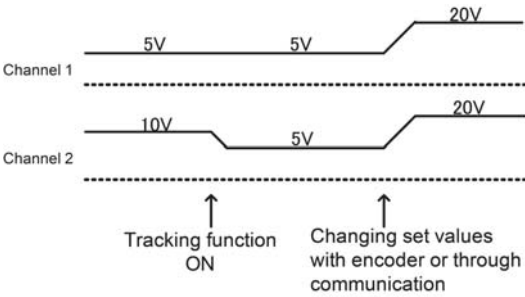 20V
5V 5V
Channel 1
20V
10V
5V
Channel 2
Tracking function
ON
Changing set values
with encoder or through
communication